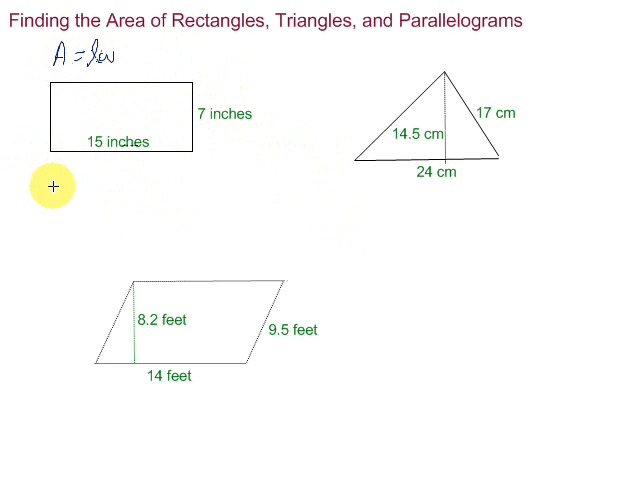 Finding the Area of Rectangles, Triangles, and Parallelograms
A = lw
7 inches
15 inches
17 cm
14.5 cm
24 cm
8.2 feet
9.5 feet
14 feet